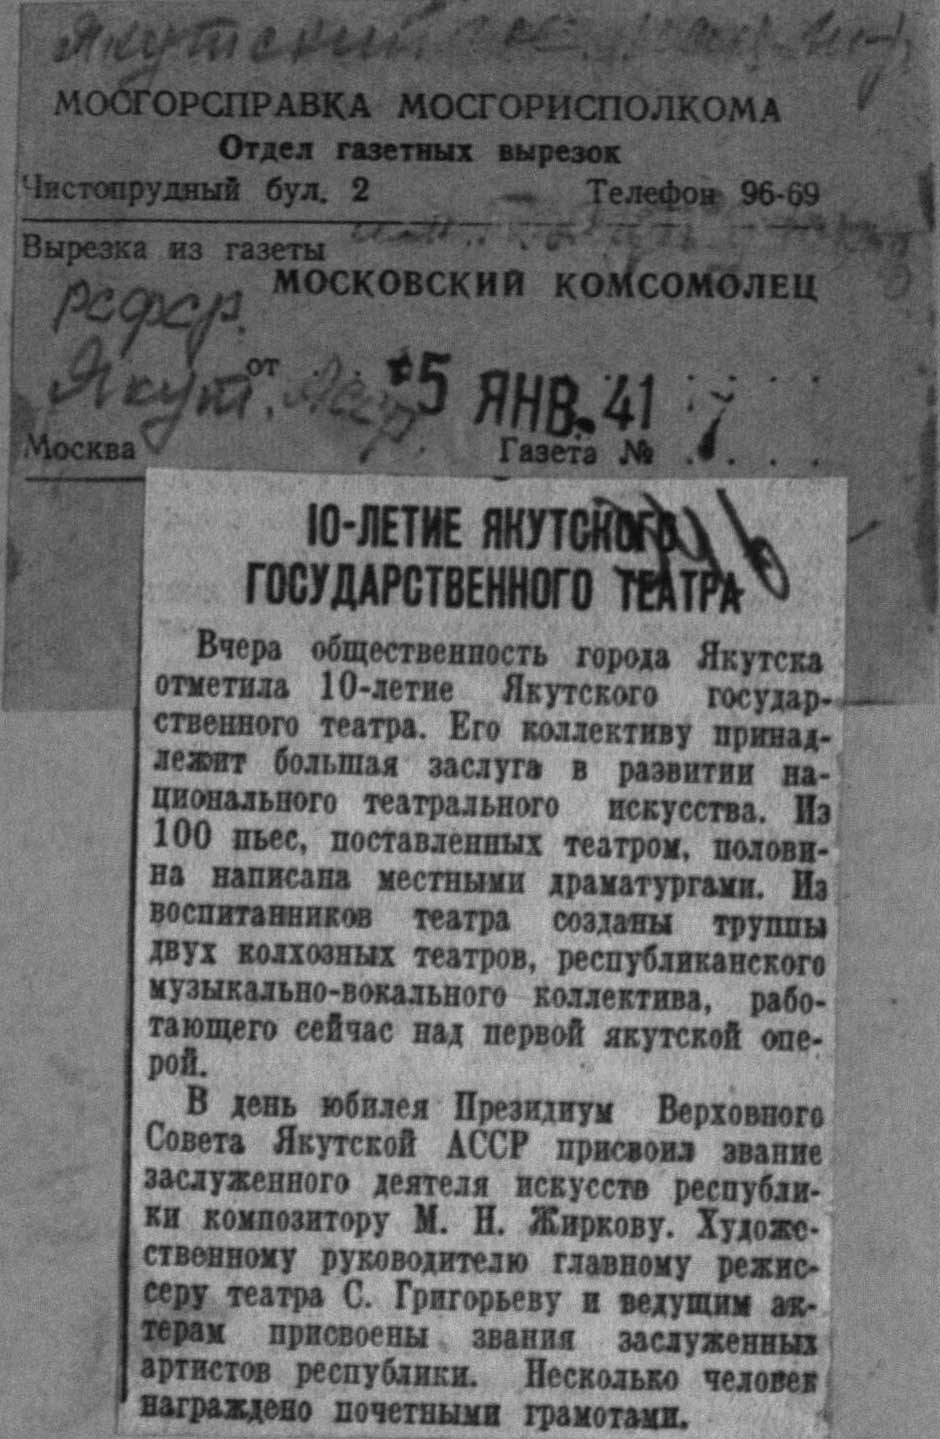 Якутский
МОСГОРСПРАВКА МОСГОРИСПОЛКОМА
Отдел газетных вырезок
Чистопрудный бул. 2 Телефон 96-69
Вырезка из газеты
МОСКОВСКИЙ КОМСОМОЛЕЦ
РСФСР.
Якут. Асср. от 5 ЯНВ. 41
Москва Газета №
10-ЛЕТИЕ ЯКУТСКОГО
ГОСУДАРСТВЕННОГО ТЕАТРА
Вчера общественность города Якутска
отметила 10-летие Якутского государ-
ственного театра. Его коллективу принад-
лежит большая заслуга в развитии на-
ционального театрального искусства. Из
100 пьес, поставленных театром, полови-
на написана местными драматургами. Из
воспитанников театра созданы труппы
двух колхозных театров, республиканского
музыкально-вокального коллектива, рабо-
тающего сейчас над первой якутской опе-
рой.
В день юбилея Президиум Верховного
Совета Якутской АССР присвоил звание
заслуженного деятеля искусств республи-
ки композитору М. Н. Жиркову. Художе-
ственному руководителю главному режис-
серу театра С. Григорьеву и ведущим ак-
терам присвоены звания заслуженных
артистов республики. Несколько человек
награждено почетными грамотами.